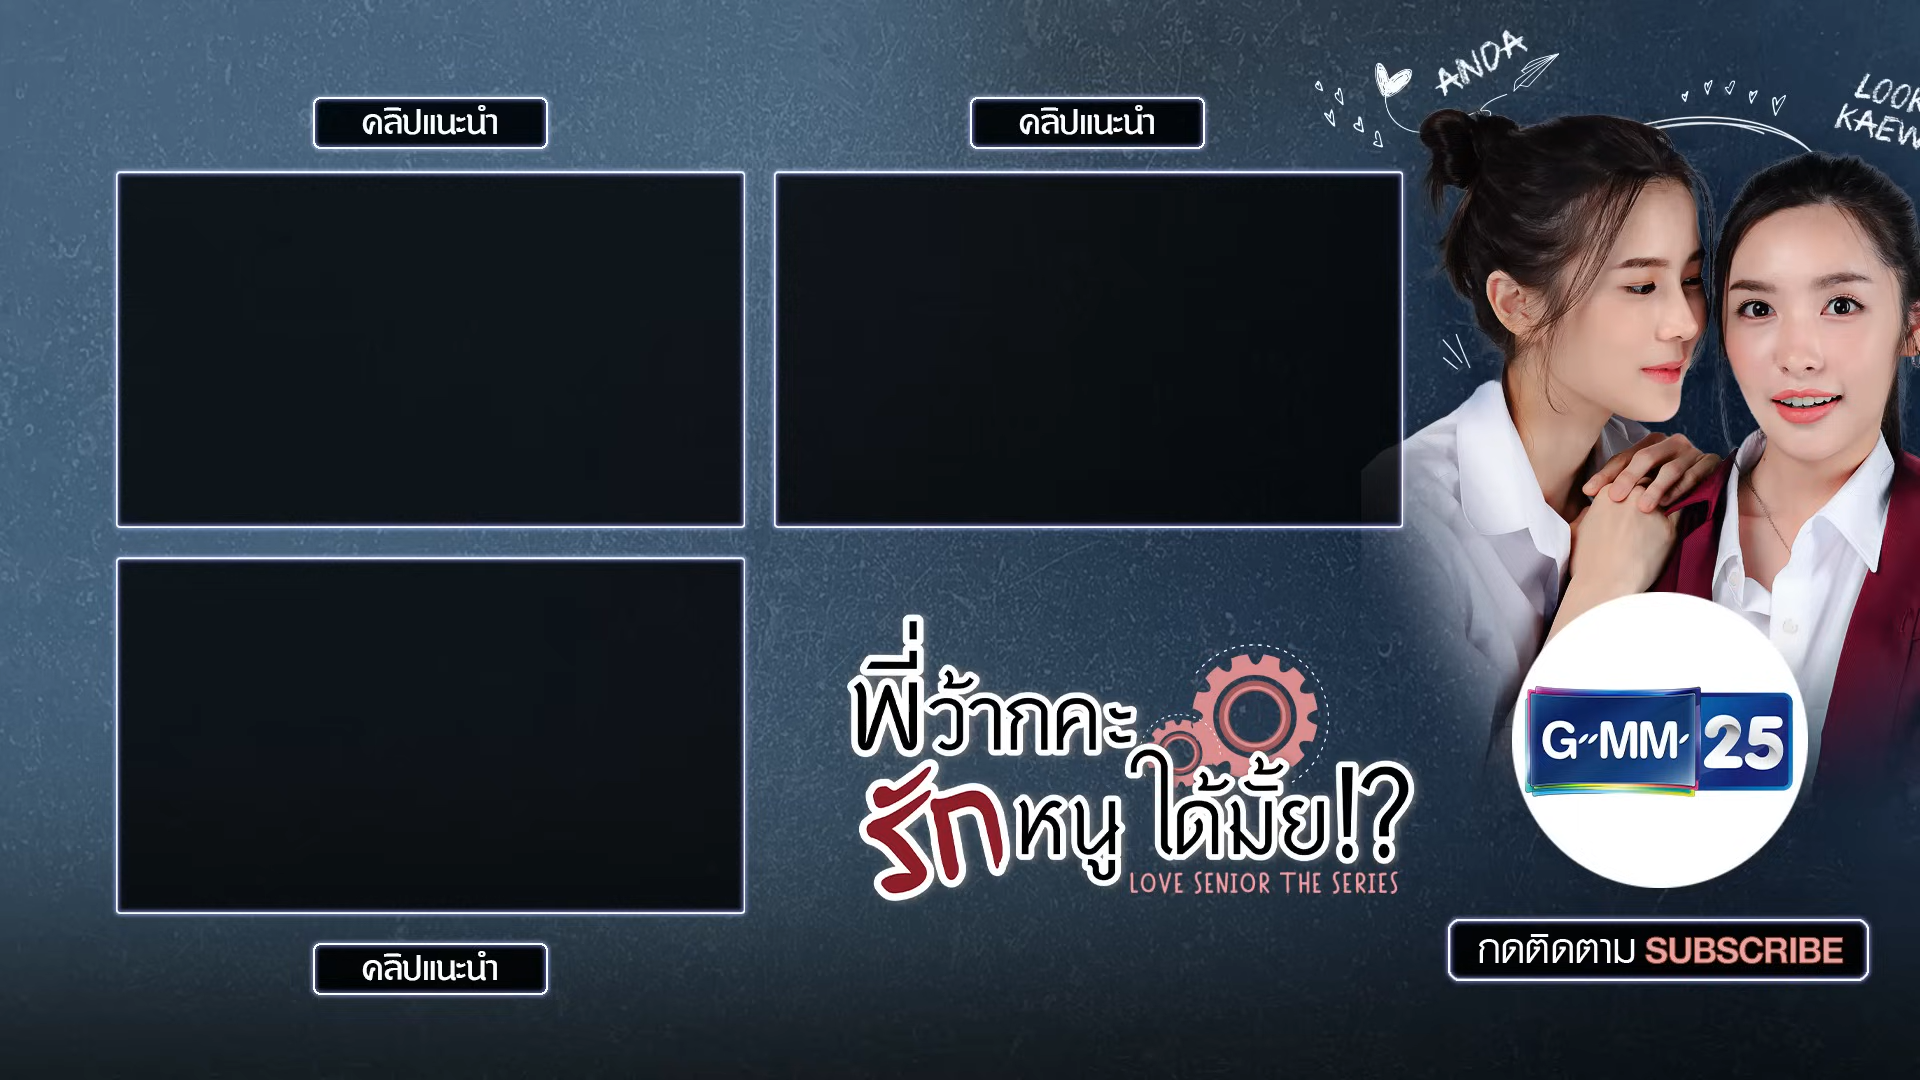 คลิปแนะนำ
คลิปแนะนำ
ANDA
LOOK
KAEW
พี่ว้ากคะ
รักหนูได้มั้ย!?
LOVE SENIOR THE SERIES
GMM 25
คลิปแนะนำ
กดติดตาม SUBSCRIBE